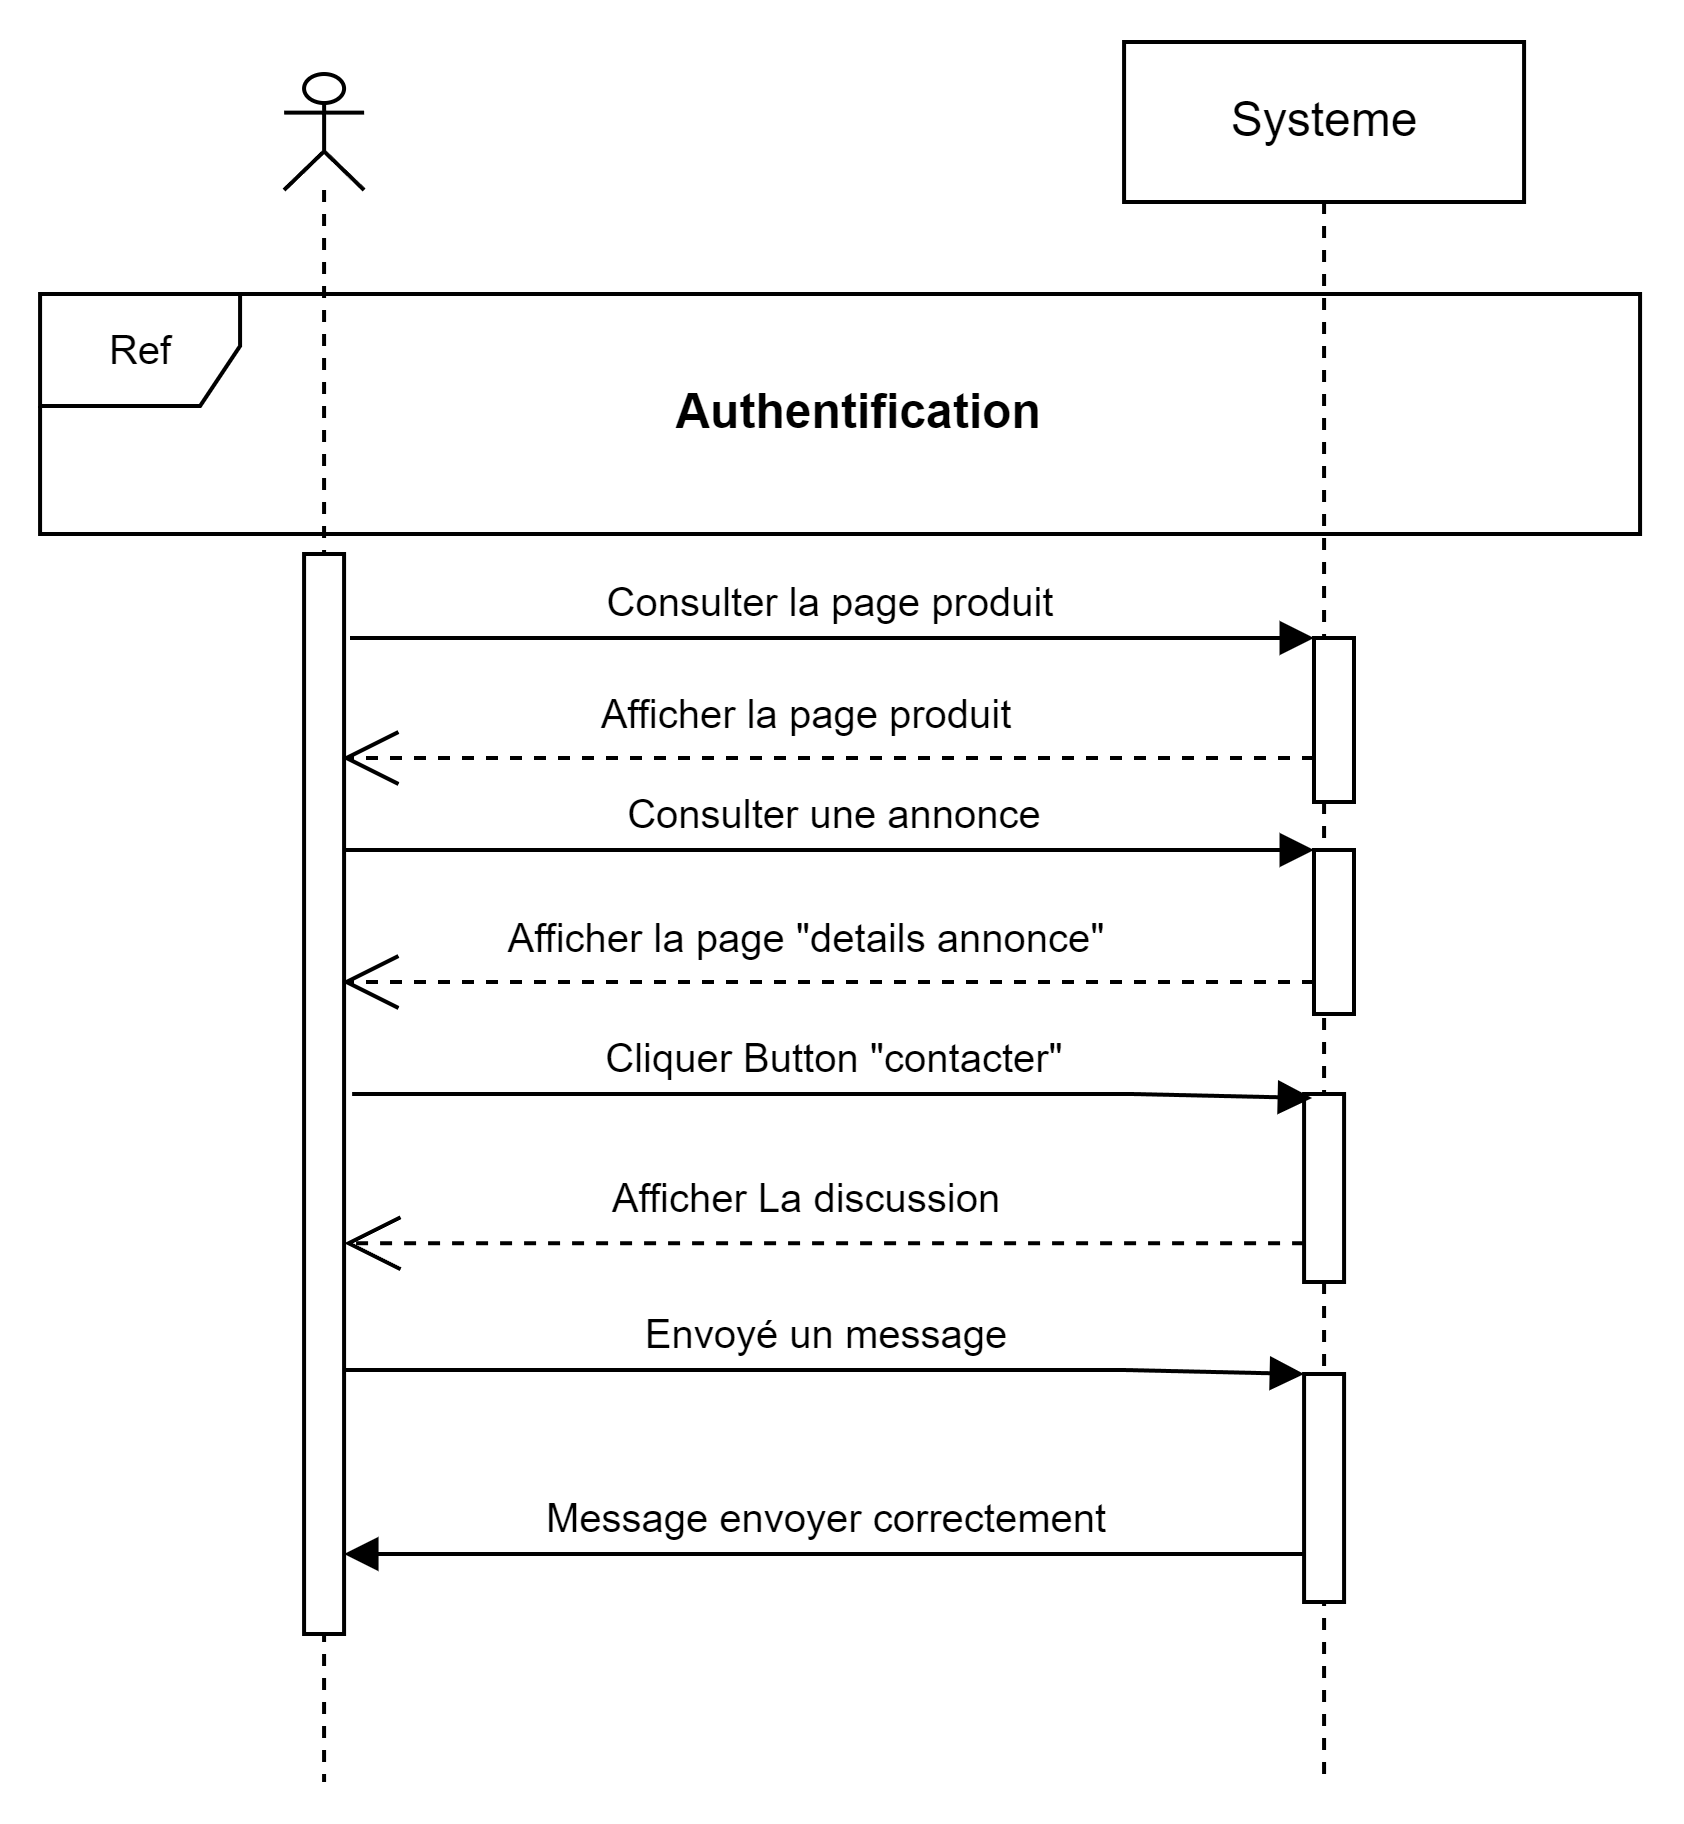 Systeme
Ref
Authentification
Consulter la page produit
Afficher la page produit
Consulter une annonce
Afficher la page "details annonce"
Cliquer Button "contacter"
Afficher La discussion
Envoyé un message
Message envoyer correctement